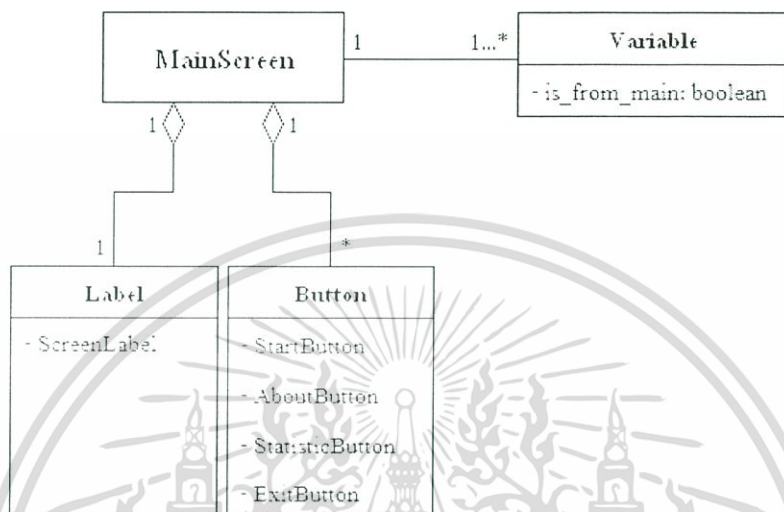 MainScreen
1
1...*
Variable
- is_from_main: boolean
1
1
1
*
Label
- ScreenLabel
Button
- StartButton
- AboutButton
- StatisticButton
- ExitButton